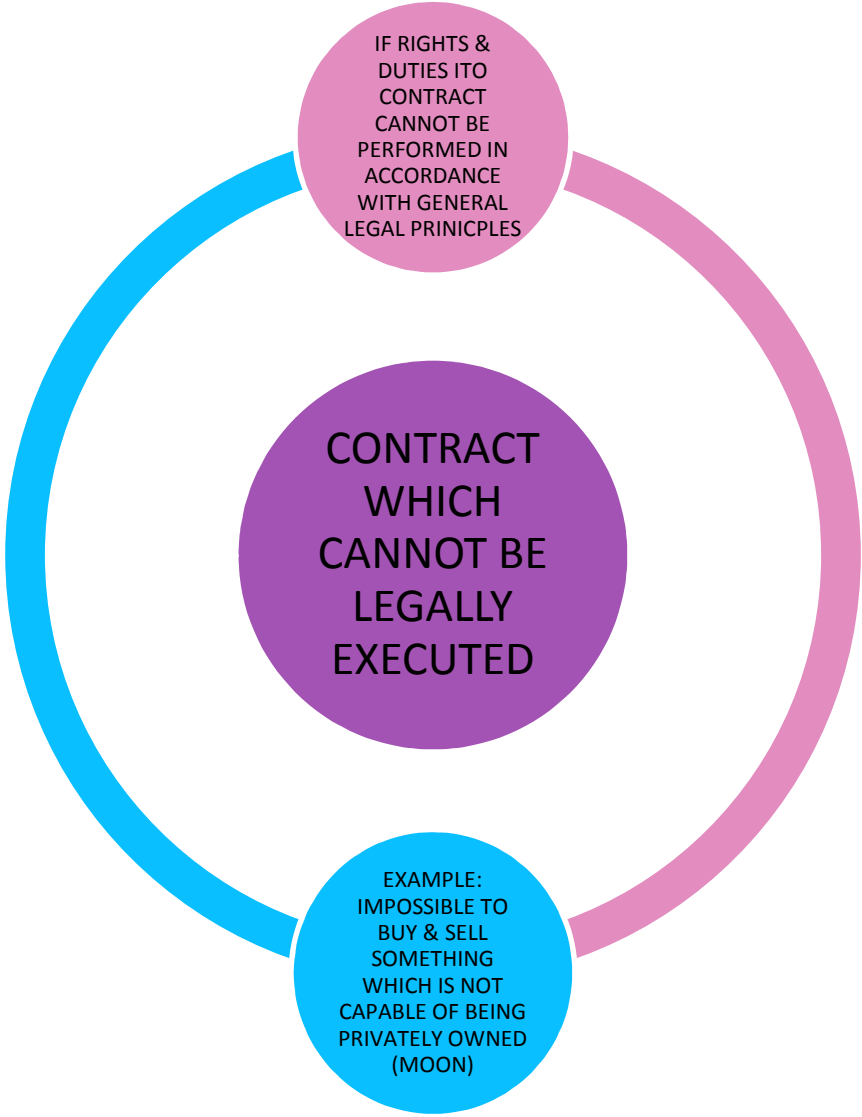 IF RIGHTS &
DUTIES ITO
CONTRACT
CANNOT BE
PERFORMED IN
ACCORDANCE
WITH GENERAL
LEGAL PRINICPLES
CONTRACT
WHICH
CANNOT BE
LEGALLY
EXECUTED
EXAMPLE:
IMPOSSIBLE TO
BUY & SELL
SOMETHING
WHICH IS NOT
CAPABLE OF BEING
PRIVATELY OWNED
(MOON)